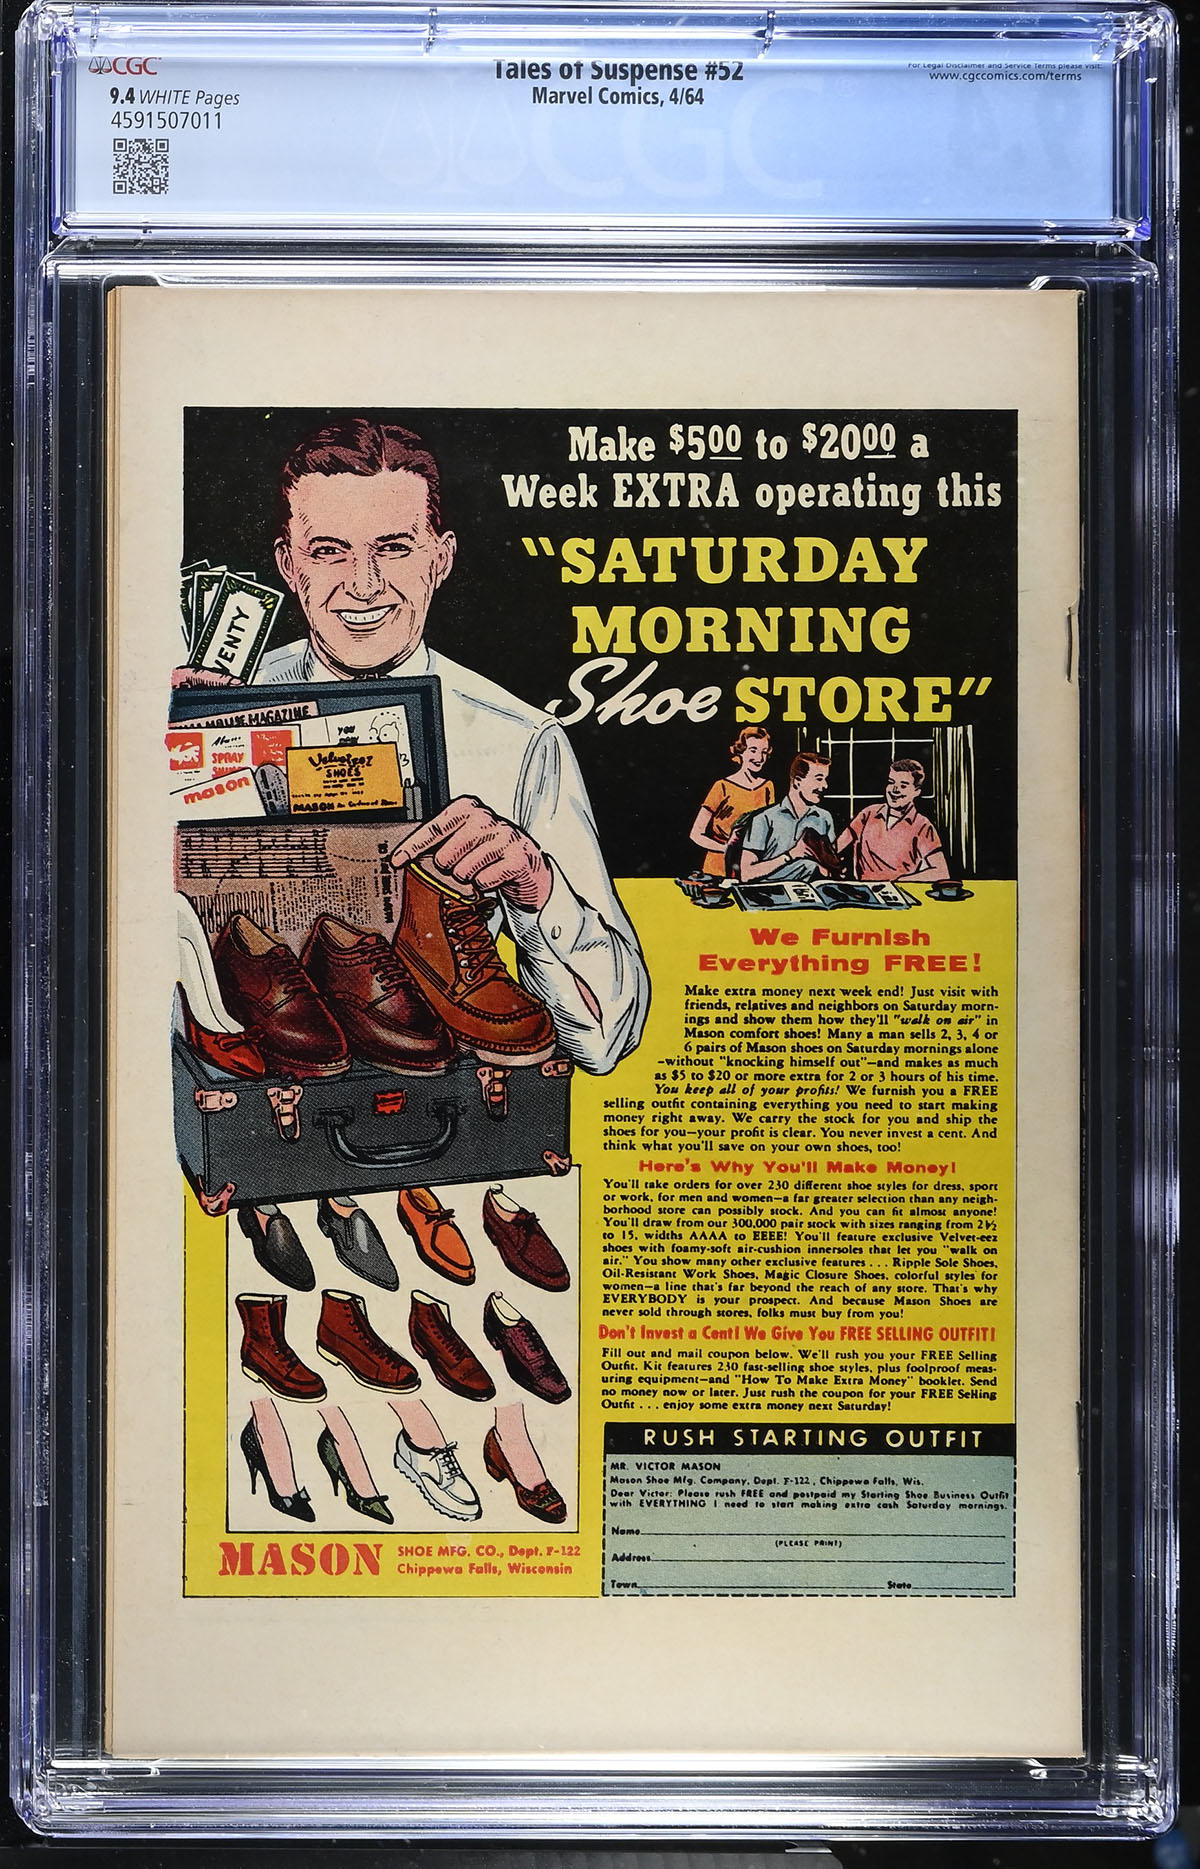 CGC
Tales of Suspense #52
For Legal Disclaimer and Service Terms please visit:
9.4 WHITE Pages
Marvel Comics, 4/64
www.cgccomics.com/terms
4591507011
CGC
Make $5.00 to $20.00 a
Week EXTRA operating this
"SATURDAY
MORNING
Shoe STORE"
MAGAZINE
SPRAY
mason
Velvet-eez
SHOES
MASON
We Furnish
Everything FREE!
Make extra money next week end! Just visit with
friends, relatives and neighbors on Saturday morn-
ings and show them how they'll "walk on air" in
Mason comfort shoes! Many a man sells 2, 3, 4 or
6 pairs of Mason shoes on Saturday mornings alone
—without "knocking himself out"—and makes as much
as $5 to $20 or more extra for 2 or 3 hours of his time.
You keep all of your profits! We furnish you a FREE
selling outfit containing everything you need to start making
money right away. We carry the stock for you and ship the
shoes for you—your profit is clear. You never invest a cent. And
think what you'll save on your own shoes, too!
Here's Why You'll Make Money!
You'll take orders for over 230 different shoe styles for dress, sport
or work, for men and women—a far greater selection than any neigh-
borhood store can possibly stock. And you can fit almost anyone!
You'll draw from our 300,000 pair stock with sizes ranging from 2½
to 15, widths AAAA to EEEE! You'll feature exclusive Velvet-eez
shoes with foamy-soft air-cushion innersoles that let you "walk on
air." You show many other exclusive features . . . Ripple Sole Shoes,
Oil-Resistant Work Shoes, Magic Closure Shoes, colorful styles for
women—a line that's far beyond the reach of any store. That's why
EVERYBODY is your prospect. And because Mason Shoes are
never sold through stores, folks must buy from you!
Don't Invest a Cent! We Give You FREE SELLING OUTFIT!
Fill out and mail coupon below. We'll rush you your FREE Selling
Outfit. Kit features 230 fast-selling shoe styles, plus foolproof meas-
uring equipment—and "How To Make Extra Money" booklet. Send
no money now or later. Just rush the coupon for your FREE Selling
Outfit . . . enjoy some extra money next Saturday!
RUSH STARTING OUTFIT
MR. VICTOR MASON
Mason Shoe Mfg. Company, Dept. F-122, Chippewa Falls, Wis.
Dear Victor: Please rush FREE and postpaid my Starting Shoe Business Outfit
with EVERYTHING I need to start making extra cash Saturday mornings.
Name
(PLEASE PRINT)
Address
Town State
MASON SHOE MFG. CO., Dept. F-122
Chippewa Falls, Wisconsin